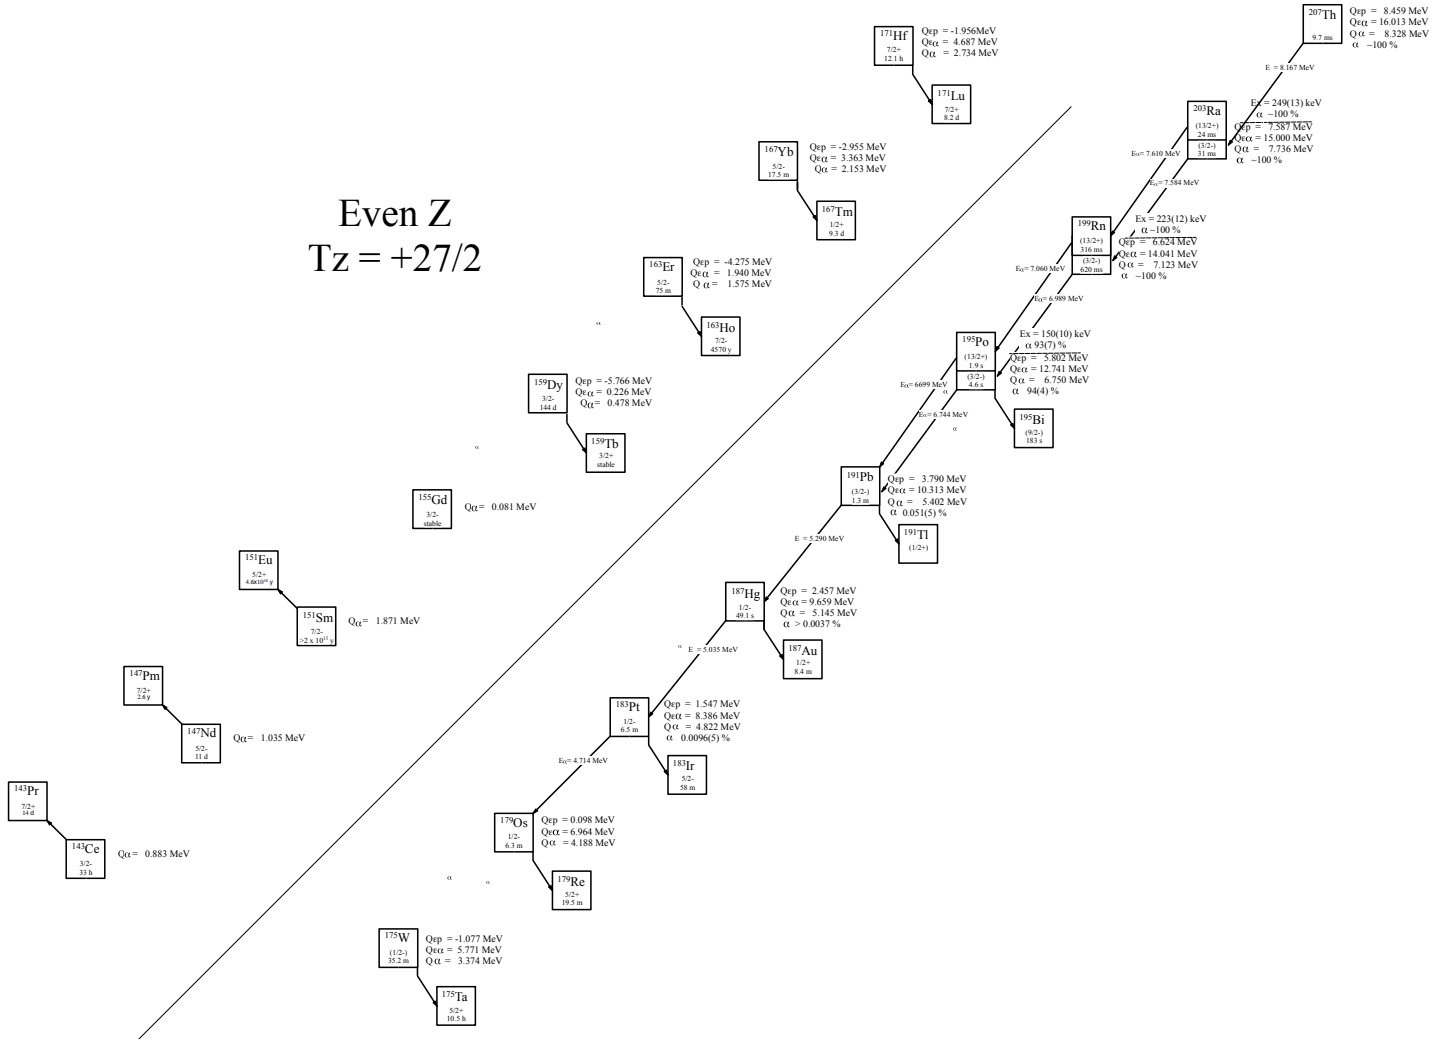 Even Z
Tz = +27/2
207Th
9.7 ms
Qεp = 8.459 MeV
Qεα = 16.013 MeV
Qα = 8.328 MeV
α ~100 %
E = 8.167 MeV
203Ra
(13/2+)
24 ms
(3/2-)
31 ms
Ex = 249(13) keV
α ~100 %
Qεp = 7.587 MeV
Qεα = 15.000 MeV
Qα = 7.736 MeV
α ~100 %
Eα= 7.610 MeV
Eα= 7.584 MeV
199Rn
(13/2+)
316 ms
(3/2-)
620 ms
Ex = 223(12) keV
α ~100 %
Qεp = 6.624 MeV
Qεα = 14.041 MeV
Qα = 7.123 MeV
α ~100 %
Eα= 7.060 MeV
Eα=6.989 MeV
195Po
(13/2+)
1.9 s
(3/2-)
4.6 s
Ex = 150(10) keV
α 93(7) %
Qεp = 5.802 MeV
Qεα = 12.741 MeV
Qα = 6.750 MeV
α 94(4) %
195Bi
(9/2-)
183 s
Eα= 6699 MeV
α
Eα= 6.744 MeV
α
191Pb
(3/2-)
1.3 m
Qεp = 3.790 MeV
Qεα = 10.313 MeV
Qα = 5.402 MeV
α 0.051(5) %
191Tl
(1/2+)
E = 5.290 MeV
187Hg
1/2-
49.1 s
Qεp = 2.457 MeV
Qεα = 9.659 MeV
Qα = 5.145 MeV
α > 0.0037 %
187Au
1/2+
8.4 m
α
E = 5.035 MeV
183Pt
1/2-
6.5 m
Qεp = 1.547 MeV
Qεα = 8.386 MeV
Qα = 4.822 MeV
α 0.0096(5) %
183Ir
5/2-
58 m
Eα= 4.714 MeV
179Os
1/2-
6.3 m
Qεp = 0.098 MeV
Qεα = 6.964 MeV
Qα = 4.188 MeV
179Re
5/2+
19.5 m
α
α
175W
(1/2-)
35.2 m
Qεp = -1.077 MeV
Qεα = 5.771 MeV
Qα = 3.374 MeV
175Ta
5/2+
10.5 h
171Hf
7/2+
12.1 h
Qεp = -1.956MeV
Qεα = 4.687 MeV
Qα = 2.734 MeV
171Lu
7/2+
8.2 d
167Yb
5/2-
17.5 m
Qεp = -2.955 MeV
Qεα = 3.363 MeV
Qα = 2.153 MeV
167Tm
1/2+
9.3 d
163Er
5/2-
75 m
Qεp = -4.275 MeV
Qεα = 1.940 MeV
Qα = 1.575 MeV
163Ho
7/2-
4570 y
α
159Dy
3/2-
144 d
Qεp = -5.766 MeV
Qεα = 0.226 MeV
Qα = 0.478 MeV
159Tb
3/2+
stable
α
155Gd
3/2-
stable
Qα = 0.081 MeV
151Eu
5/2+
151Sm
7/2-
>2 x 10¹⁵ y
Qα = 1.871 MeV
147Pm
7/2+
2.6 y
147Nd
5/2-
11 d
Qα = 1.035 MeV
143Pr
7/2+
14 d
143Ce
3/2-
33 h
Qα = 0.883 MeV